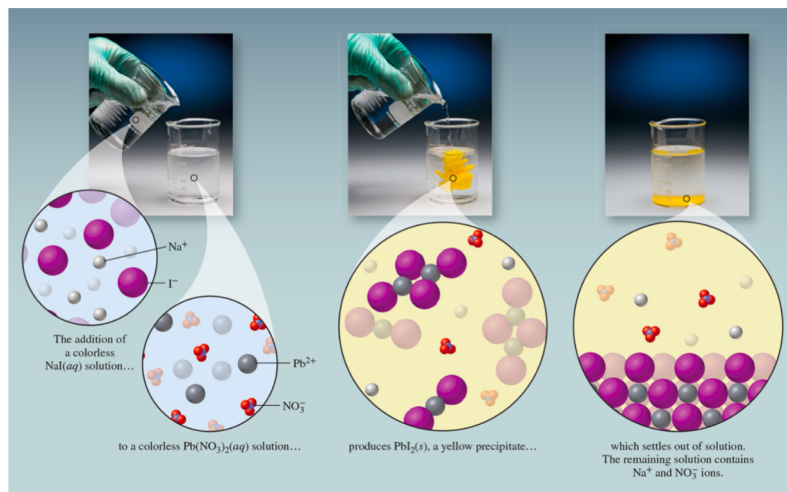 Na⁺
I⁻
The addition of
a colorless
NaI(aq) solution…
Pb²⁺
NO₃⁻
to a colorless Pb(NO₃)₂(aq) solution…
produces PbI₂(s), a yellow precipitate…
which settles out of solution.
The remaining solution contains
Na⁺ and NO₃⁻ ions.